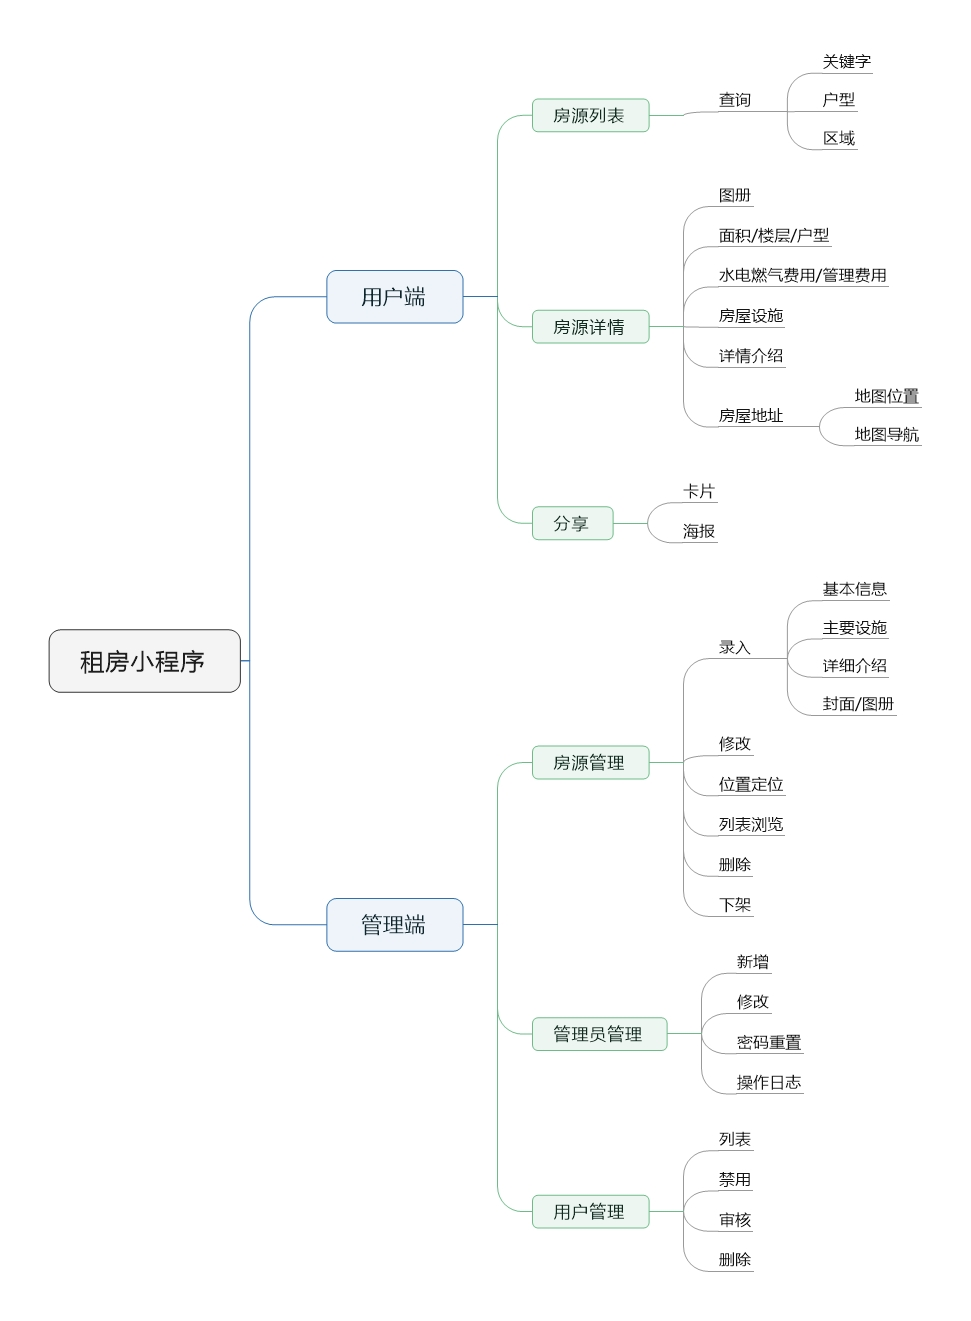 租房小程序
用户端
房源列表
查询
关键字
户型
区域
房源详情
图册
面积/楼层/户型
水电燃气费用/管理费用
房屋设施
详情介绍
房屋地址
地图位置
地图导航
分享
卡片
海报
管理端
房源管理
录入
基本信息
主要设施
详细介绍
封面/图册
修改
位置定位
列表浏览
删除
下架
管理员管理
新增
修改
密码重置
操作日志
用户管理
列表
禁用
审核
删除